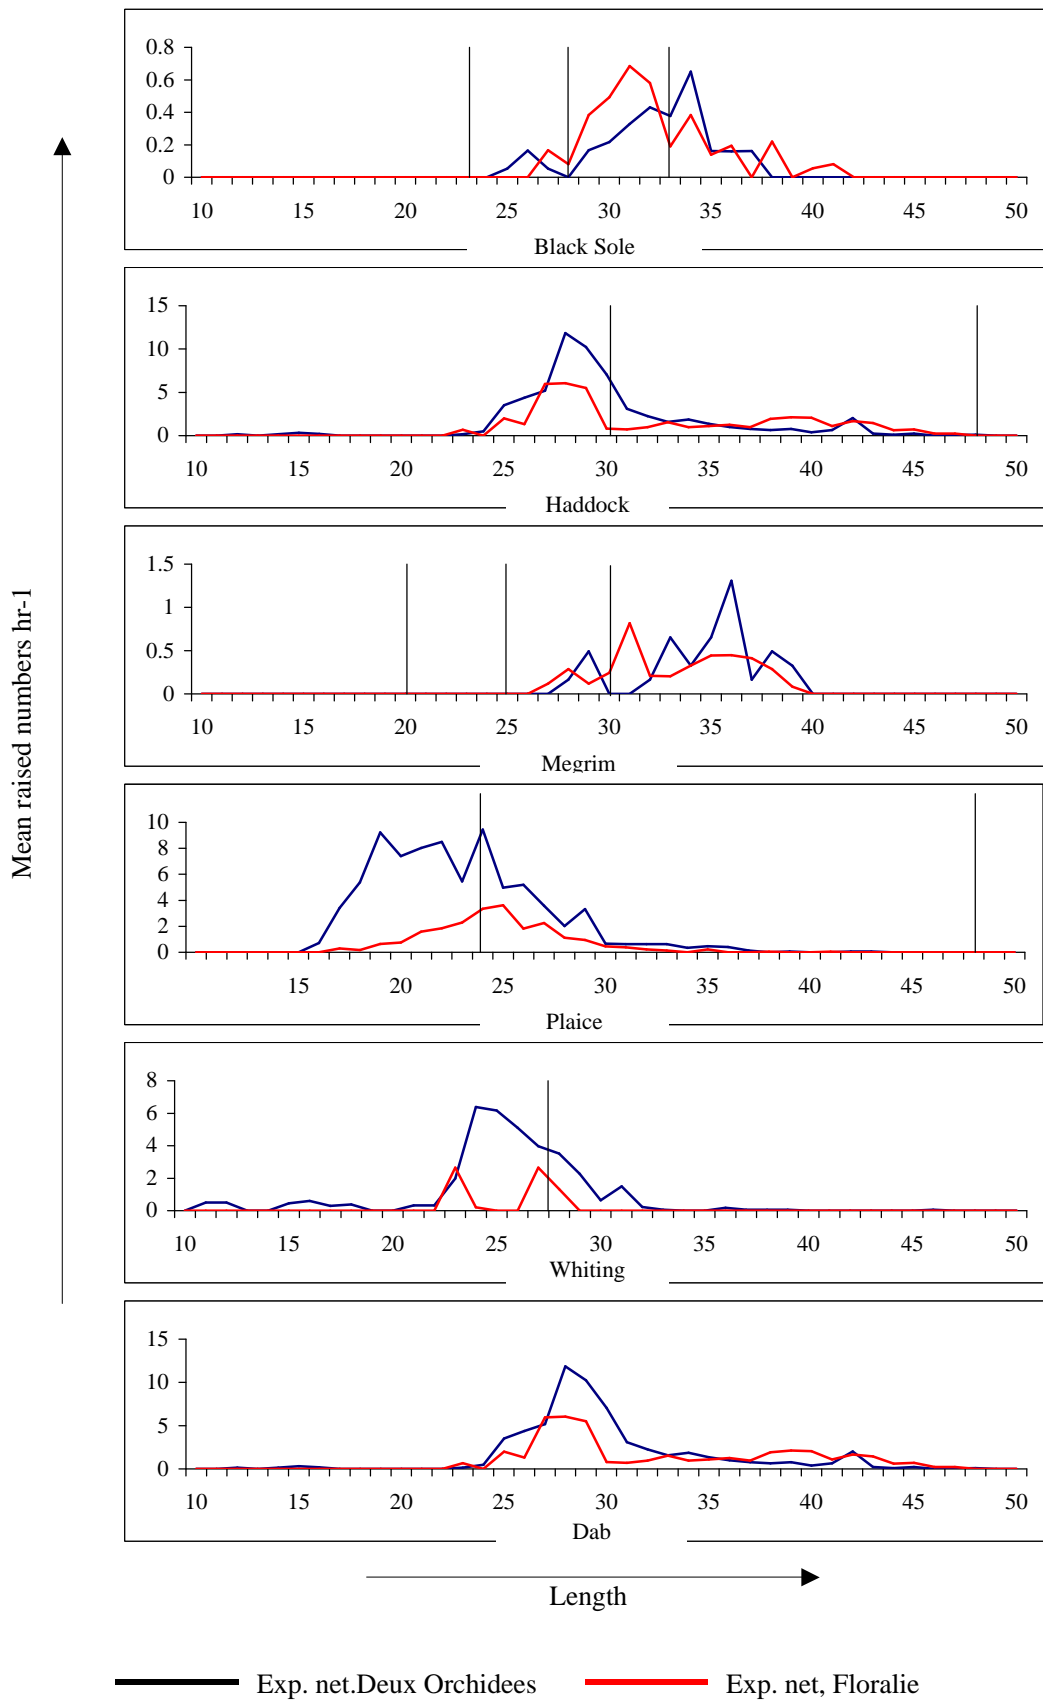 0.8
0.6
0.4
0.2
0
10 15 20 25 30 35 40 45 50
Black Sole
15
10
5
0
10 15 20 25 30 35 40 45 50
Haddock
1.5
1
0.5
0
10 15 20 25 30 35 40 45 50
Megrim
10
8
6
4
2
0
15 20 25 30 35 40 45 50
Plaice
8
6
4
2
0
10 15 20 25 30 35 40 45 50
Whiting
15
10
5
0
10 15 20 25 30 35 40 45 50
Dab
Mean raised numbers hr-1
Length
Exp. net.Deux Orchidees Exp. net, Floralie